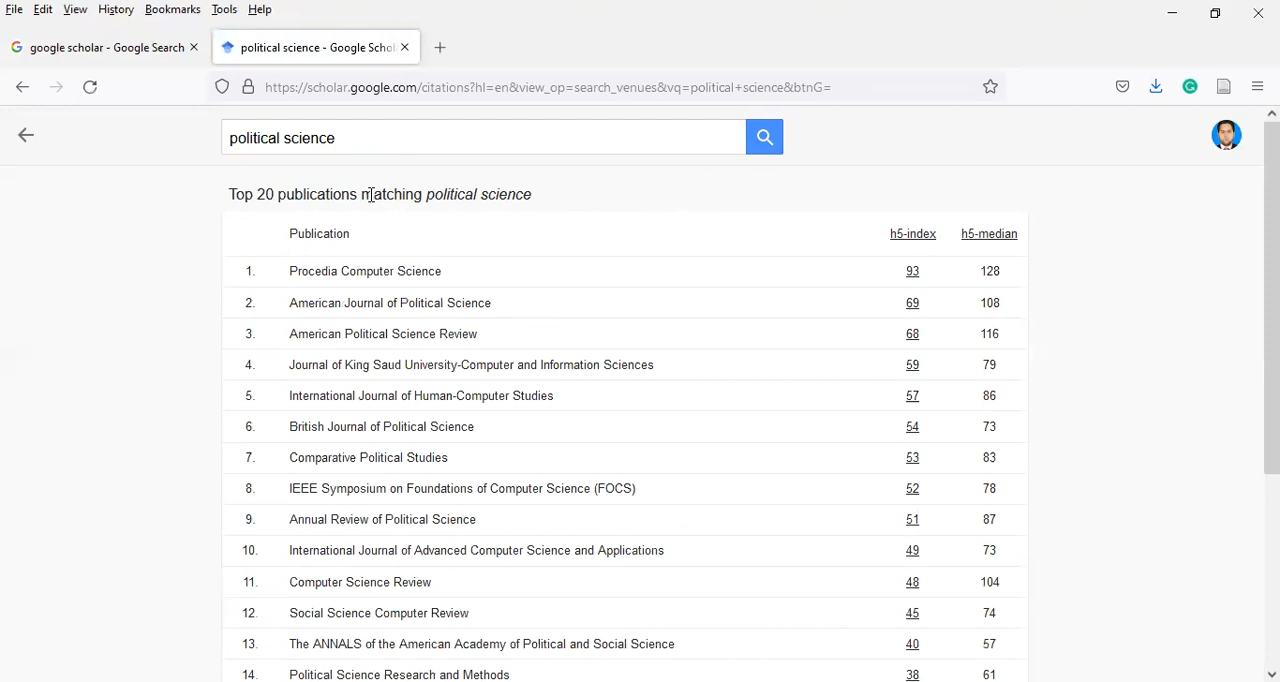 File Edit View History Bookmarks Tools Help
google scholar - Google Search
political science - Google Schol
https://scholar.google.com/citations?hl=en&view_op=search_venues&vq=political+science&btnG=
political science
Top 20 publications matching political science
Publication h5-index h5-median
1. Procedia Computer Science 93 128
2. American Journal of Political Science 69 108
3. American Political Science Review 68 116
4. Journal of King Saud University-Computer and Information Sciences 59 79
5. International Journal of Human-Computer Studies 57 86
6. British Journal of Political Science 54 73
7. Comparative Political Studies 53 83
8. IEEE Symposium on Foundations of Computer Science (FOCS) 52 78
9. Annual Review of Political Science 51 87
10. International Journal of Advanced Computer Science and Applications 49 73
11. Computer Science Review 48 104
12. Social Science Computer Review 45 74
13. The ANNALS of the American Academy of Political and Social Science 40 57
14. Political Science Research and Methods 38 61